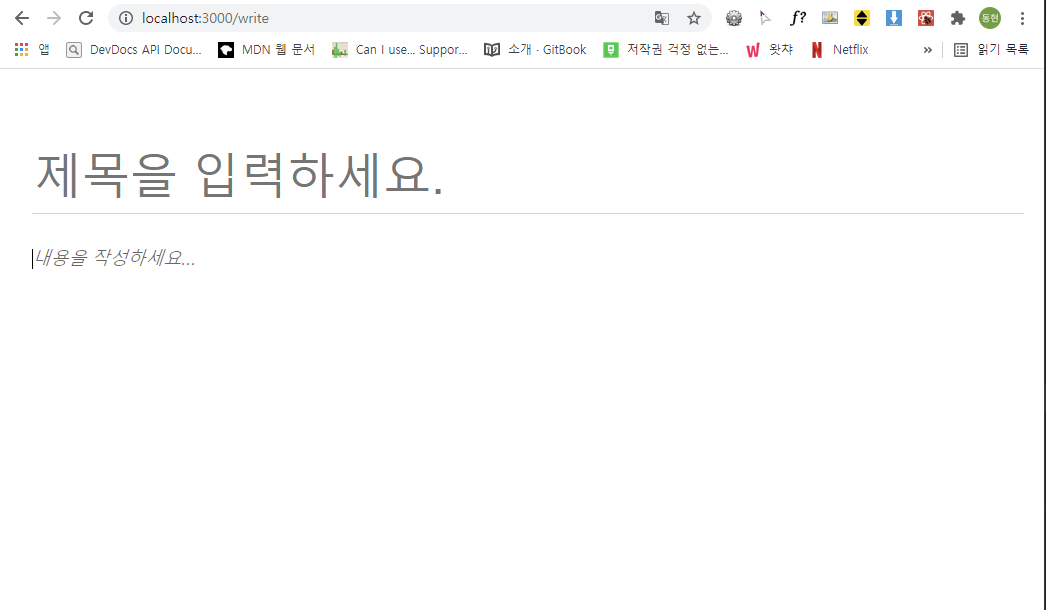 localhost:3000/write
f?
동현
앱 DevDocs API Docu... MDN 웹 문서 Can I use... Suppor... 소개 · GitBook 저작권 걱정 없는... W 왓챠 N Netflix » 읽기 목록
제목을 입력하세요.
내용을 작성하세요...